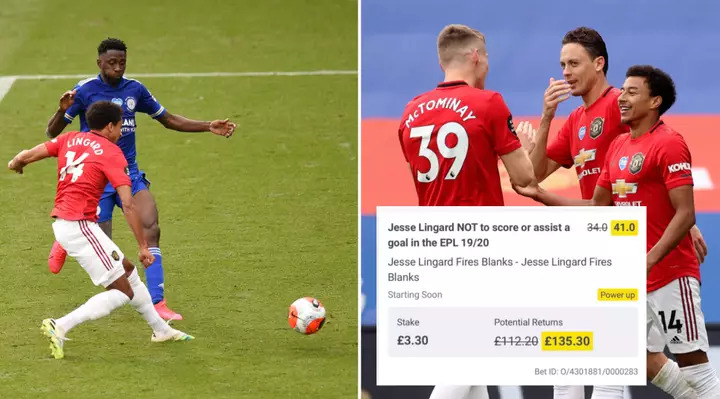 LINGARD
14
McTOMINAY
39
CHEVROLET
KOHLER
CHEVROLET
14
Jesse Lingard NOT to score or assist a 34.0 41.0
goal in the EPL 19/20
Jesse Lingard Fires Blanks - Jesse Lingard Fires
Blanks
Starting Soon Power up
Stake Potential Returns
£3.30 £112.20 £135.30
Bet ID: O/4301881/0000283